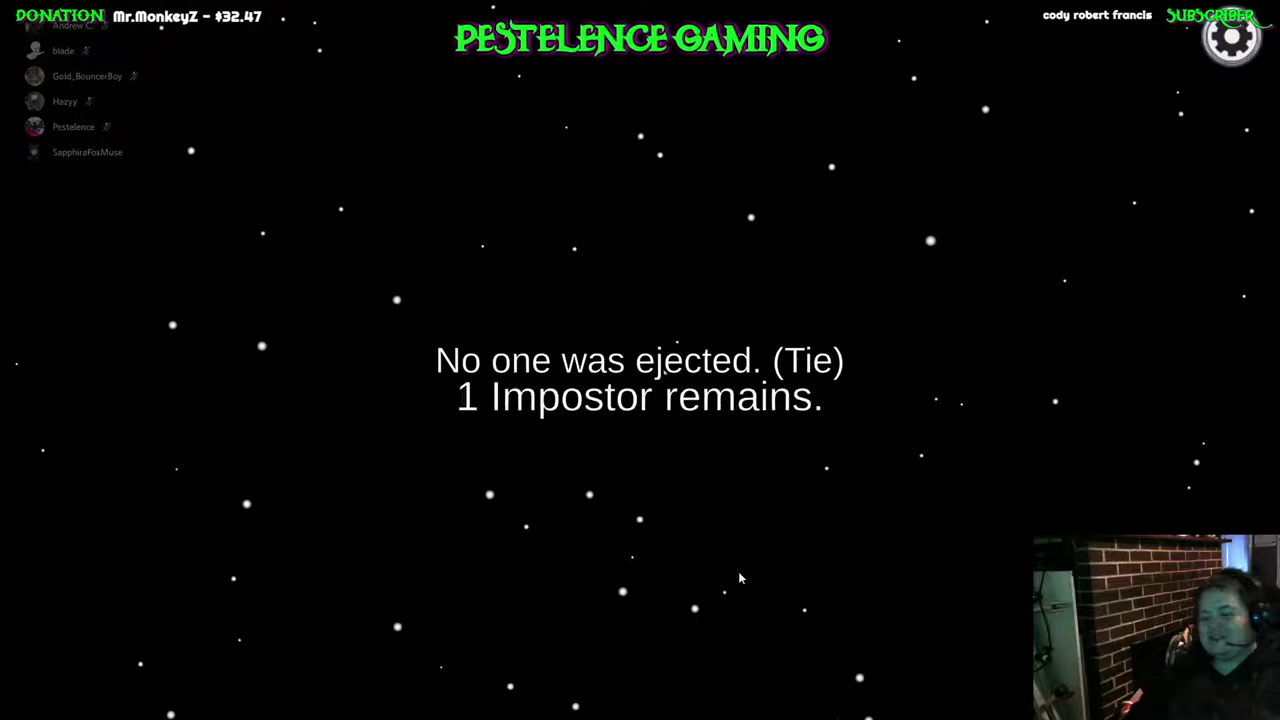 DONATION Mr.MonkeyZ - $32.47
PESTELENCE GAMING
cody robert francis SUBSCRIBER
Andrew C.
blade
Gold_BouncerBoy
Hazyy
Pestelence
SapphiraFoxMuse
No one was ejected. (Tie)
1 Impostor remains.